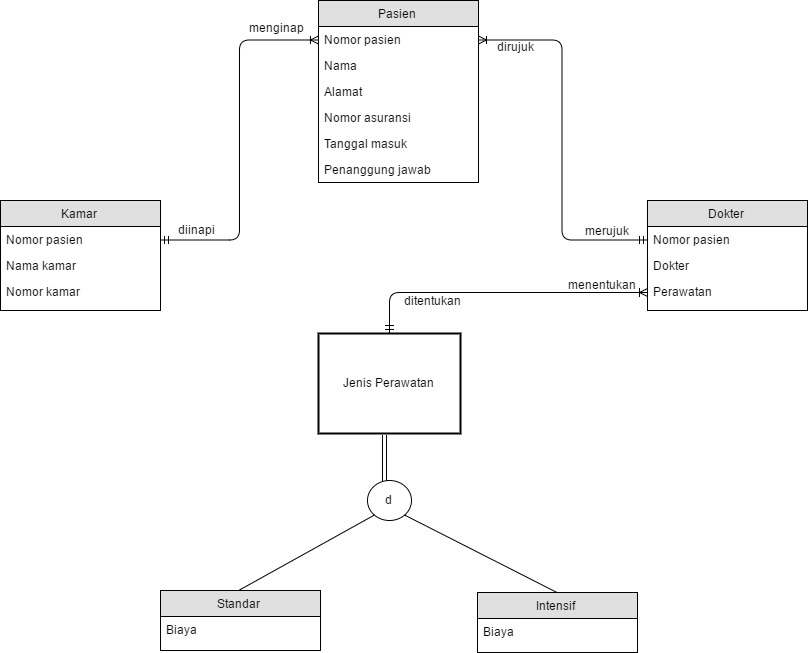 Pasien
menginap
Nomor pasien
dirujuk
Nama
Alamat
Nomor asuransi
Tanggal masuk
Penanggung jawab
Kamar
diinapi
Nomor pasien
Nama kamar
Nomor kamar
Dokter
merujuk
Nomor pasien
Dokter
Perawatan
menentukan
ditentukan
Jenis Perawatan
d
Standar
Biaya
Intensif
Biaya